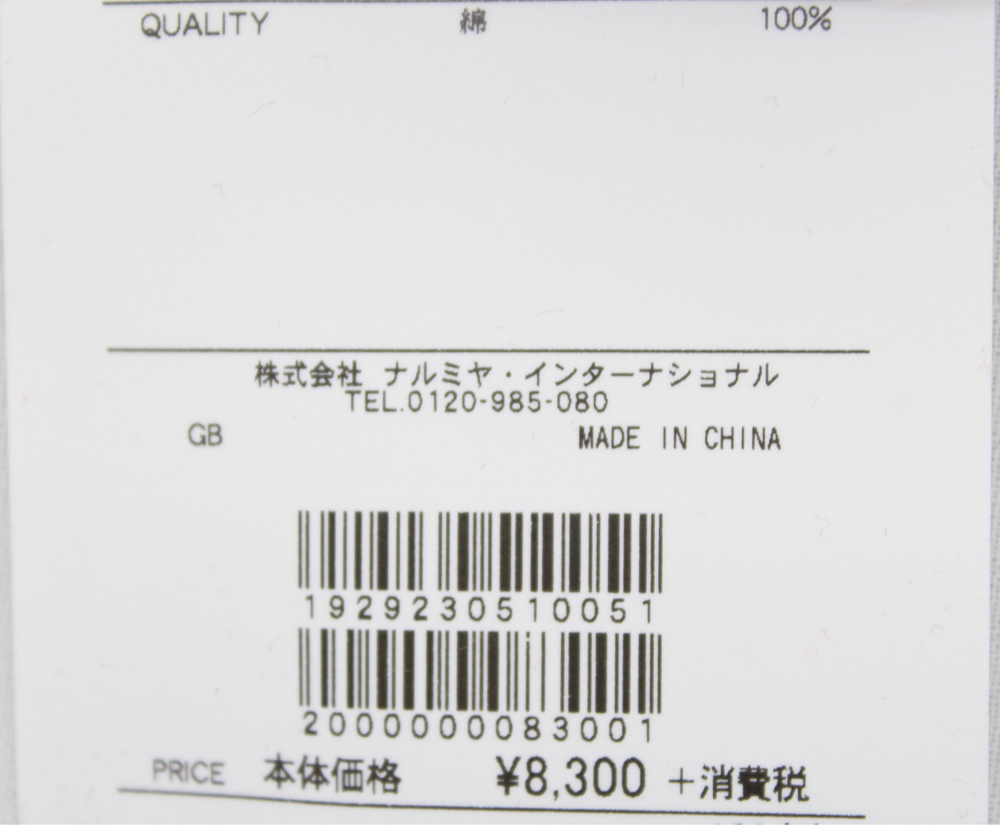 QUALITY 綿 100%
株式会社 ナルミヤ・インターナショナル
TEL.0120-985-080
GB MADE IN CHINA
1929230510051
2000000083001
PRICE 本体価格 ¥8,300 +消費税